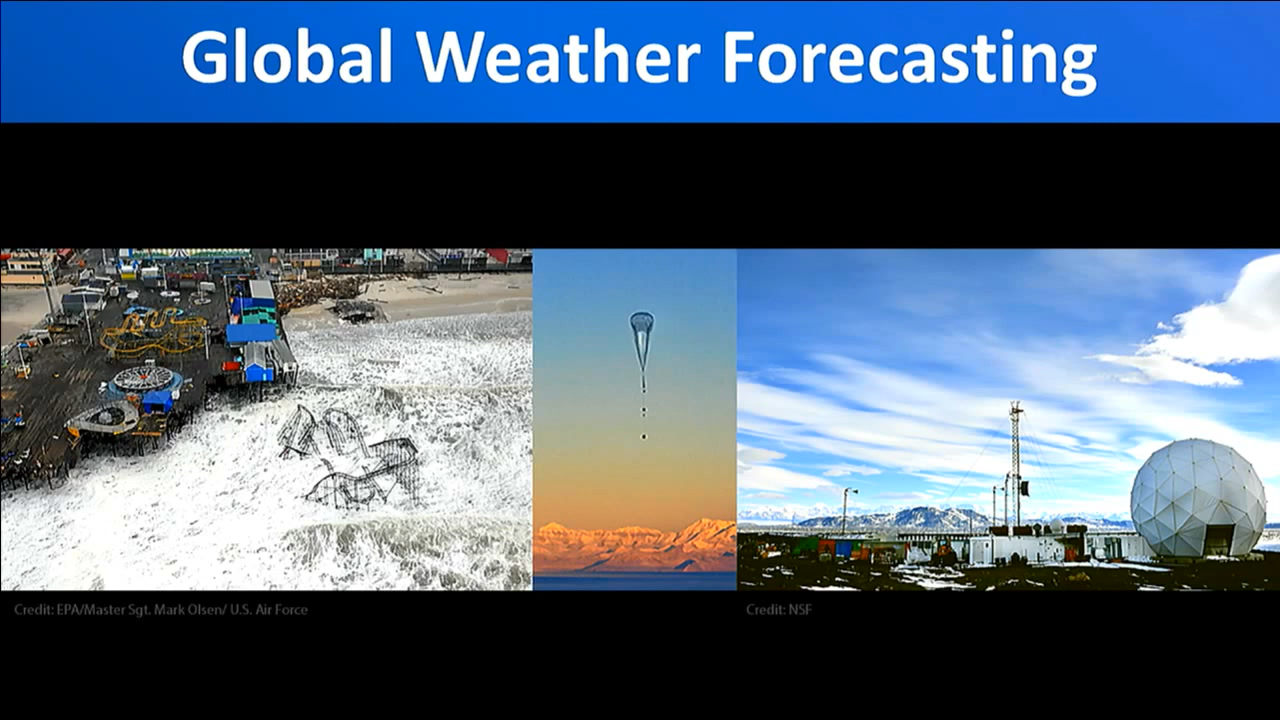 Global Weather Forecasting
Credit: EPA/Master Sgt. Mark Olsen/ U.S. Air Force
Credit: NSF